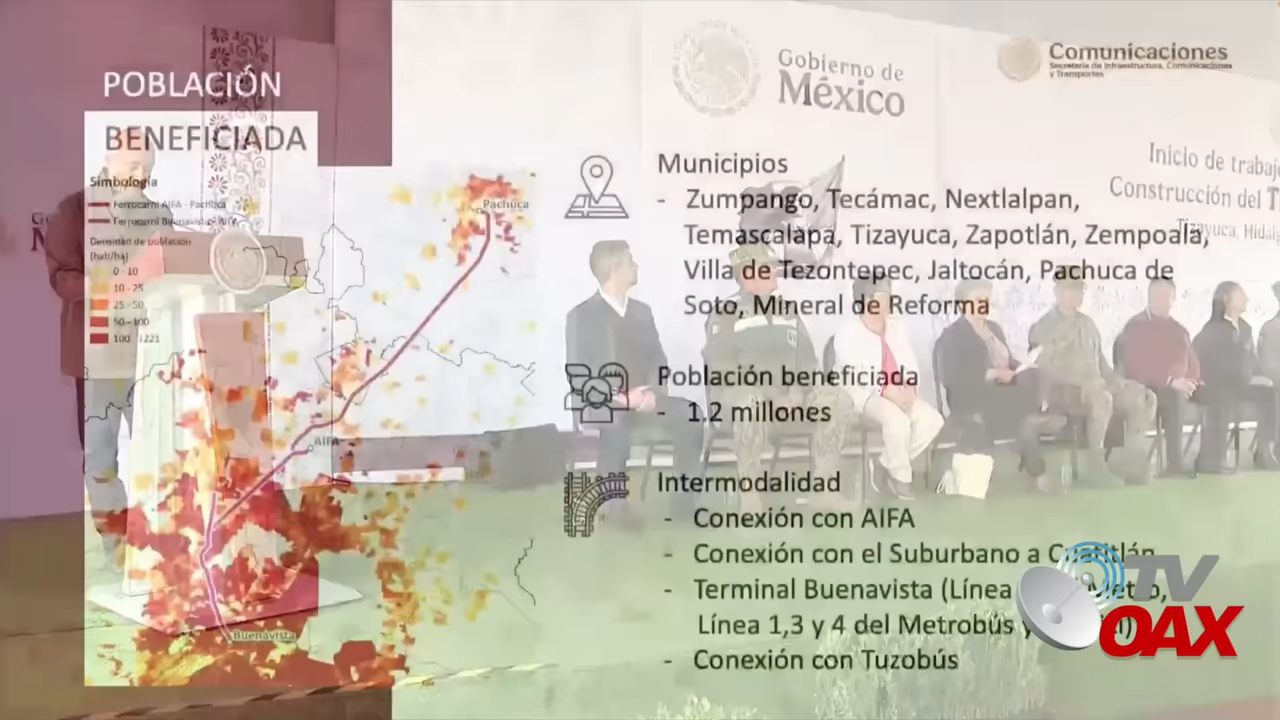 POBLACIÓN
BENEFICIADA
Simbología
Ferrocarril AIFA - Pachuca
Ferrocarril Buenavista - AIFA
Densidad de población
(hab/ha)
0 - 10
10 - 25
25 - 50
50 - 100
100 1221
Pachuca
AIFA
Buenavista
Gobierno de
México
Comunicaciones
Secretaría de Infraestructura, Comunicaciones
y Transportes
Inicio de
Construcción del
Tizayuca,
Municipios
- Zumpango, Tecámac, Nextlalpan,
Temascalapa, Tizayuca, Zapotlán, Zempoala,
Villa de Tezontepec, Jaltocán, Pachuca de
Soto, Mineral de Reforma
Población beneficiada
- 1.2 millones
Intermodalidad
- Conexión con AIFA
- Conexión con el Suburbano a
- Terminal Buenavista (Línea
Línea 1,3 y 4 del Metrobús y
- Conexión con Tuzobús
TV
OAX